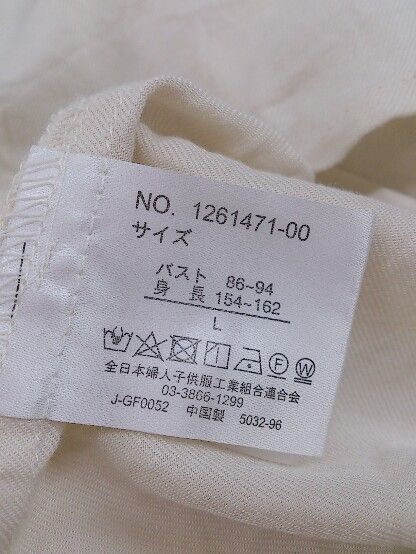 NO. 1261471-00
サイズ
バスト 86~94
身長 154~162
L
F W
全日本婦人子供服工業組合連合会
03-3866-1299
J-GF0052 中国製 5032-96